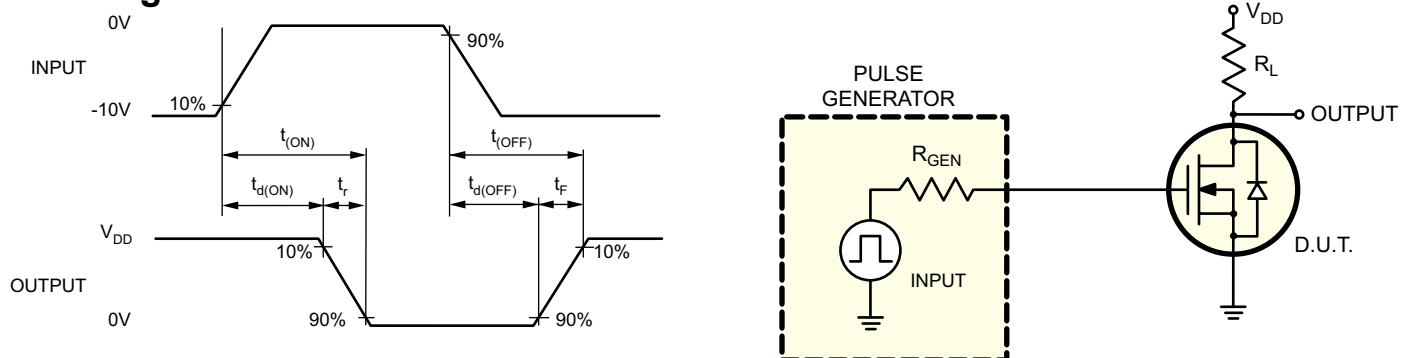 0V
INPUT
-10V
10%
90%
t(ON)
t(OFF)
td(ON)
tr
td(OFF)
tF
VDD
10%
10%
OUTPUT
0V
90%
90%
PULSE
GENERATOR
RGEN
INPUT
VDD
RL
OUTPUT
D.U.T.